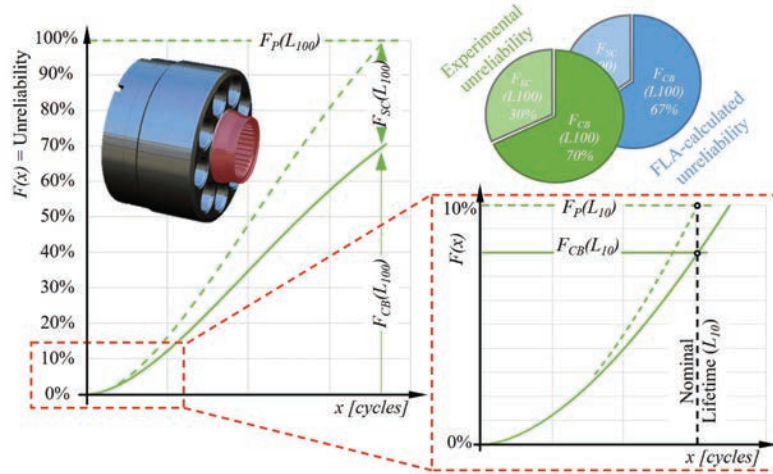 100%
90%
80%
70%
60%
50%
40%
30%
20%
10%
0%
F(x) = Unreliability
x [cycles]
F_P(L_100)
F_SC(L_100)
F_CB(L_100)
Experimental
unreliability
F_SC
(L100)
30%
F_CB
(L100)
70%
F_SC
F_CB
(L100)
67%
FLA-calculated
unreliability
10%
0%
F(x)
F_P(L_10)
F_CB(L_10)
Nominal
Lifetime (L_10)
x [cycles]